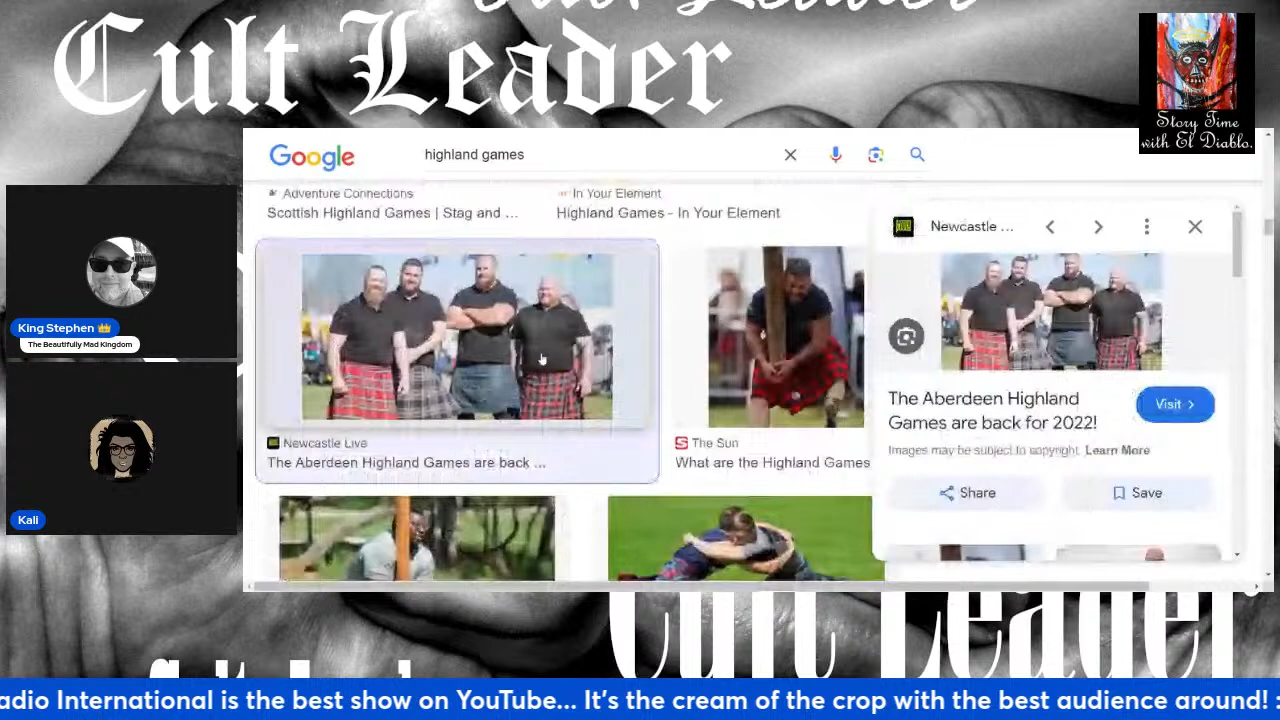 Cult Leader
Cult Leader
Story Time
with El Diablo.
Google
highland games
Adventure Connections
Scottish Highland Games | Stag and ...
In Your Element
Highland Games - In Your Element
Newcastle ...
King Stephen 👑
The Beautifully Mad Kingdom
Kali
Newcastle Live
The Aberdeen Highland Games are back ...
The Sun
What are the Highland Games
The Aberdeen Highland
Games are back for 2022!
Visit >
Images may be subject to copyright. Learn More
Share
Save
Cult Leader
adio International is the best show on YouTube... It's the cream of the crop with the best audience around! :